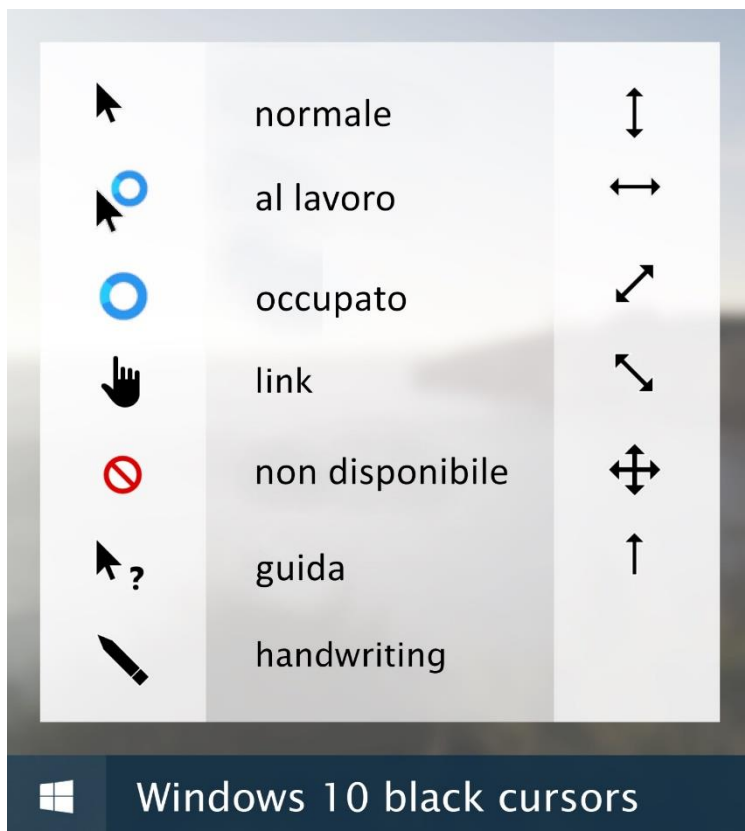 normale
al lavoro
occupato
link
non disponibile
guida
handwriting
Windows 10 black cursors